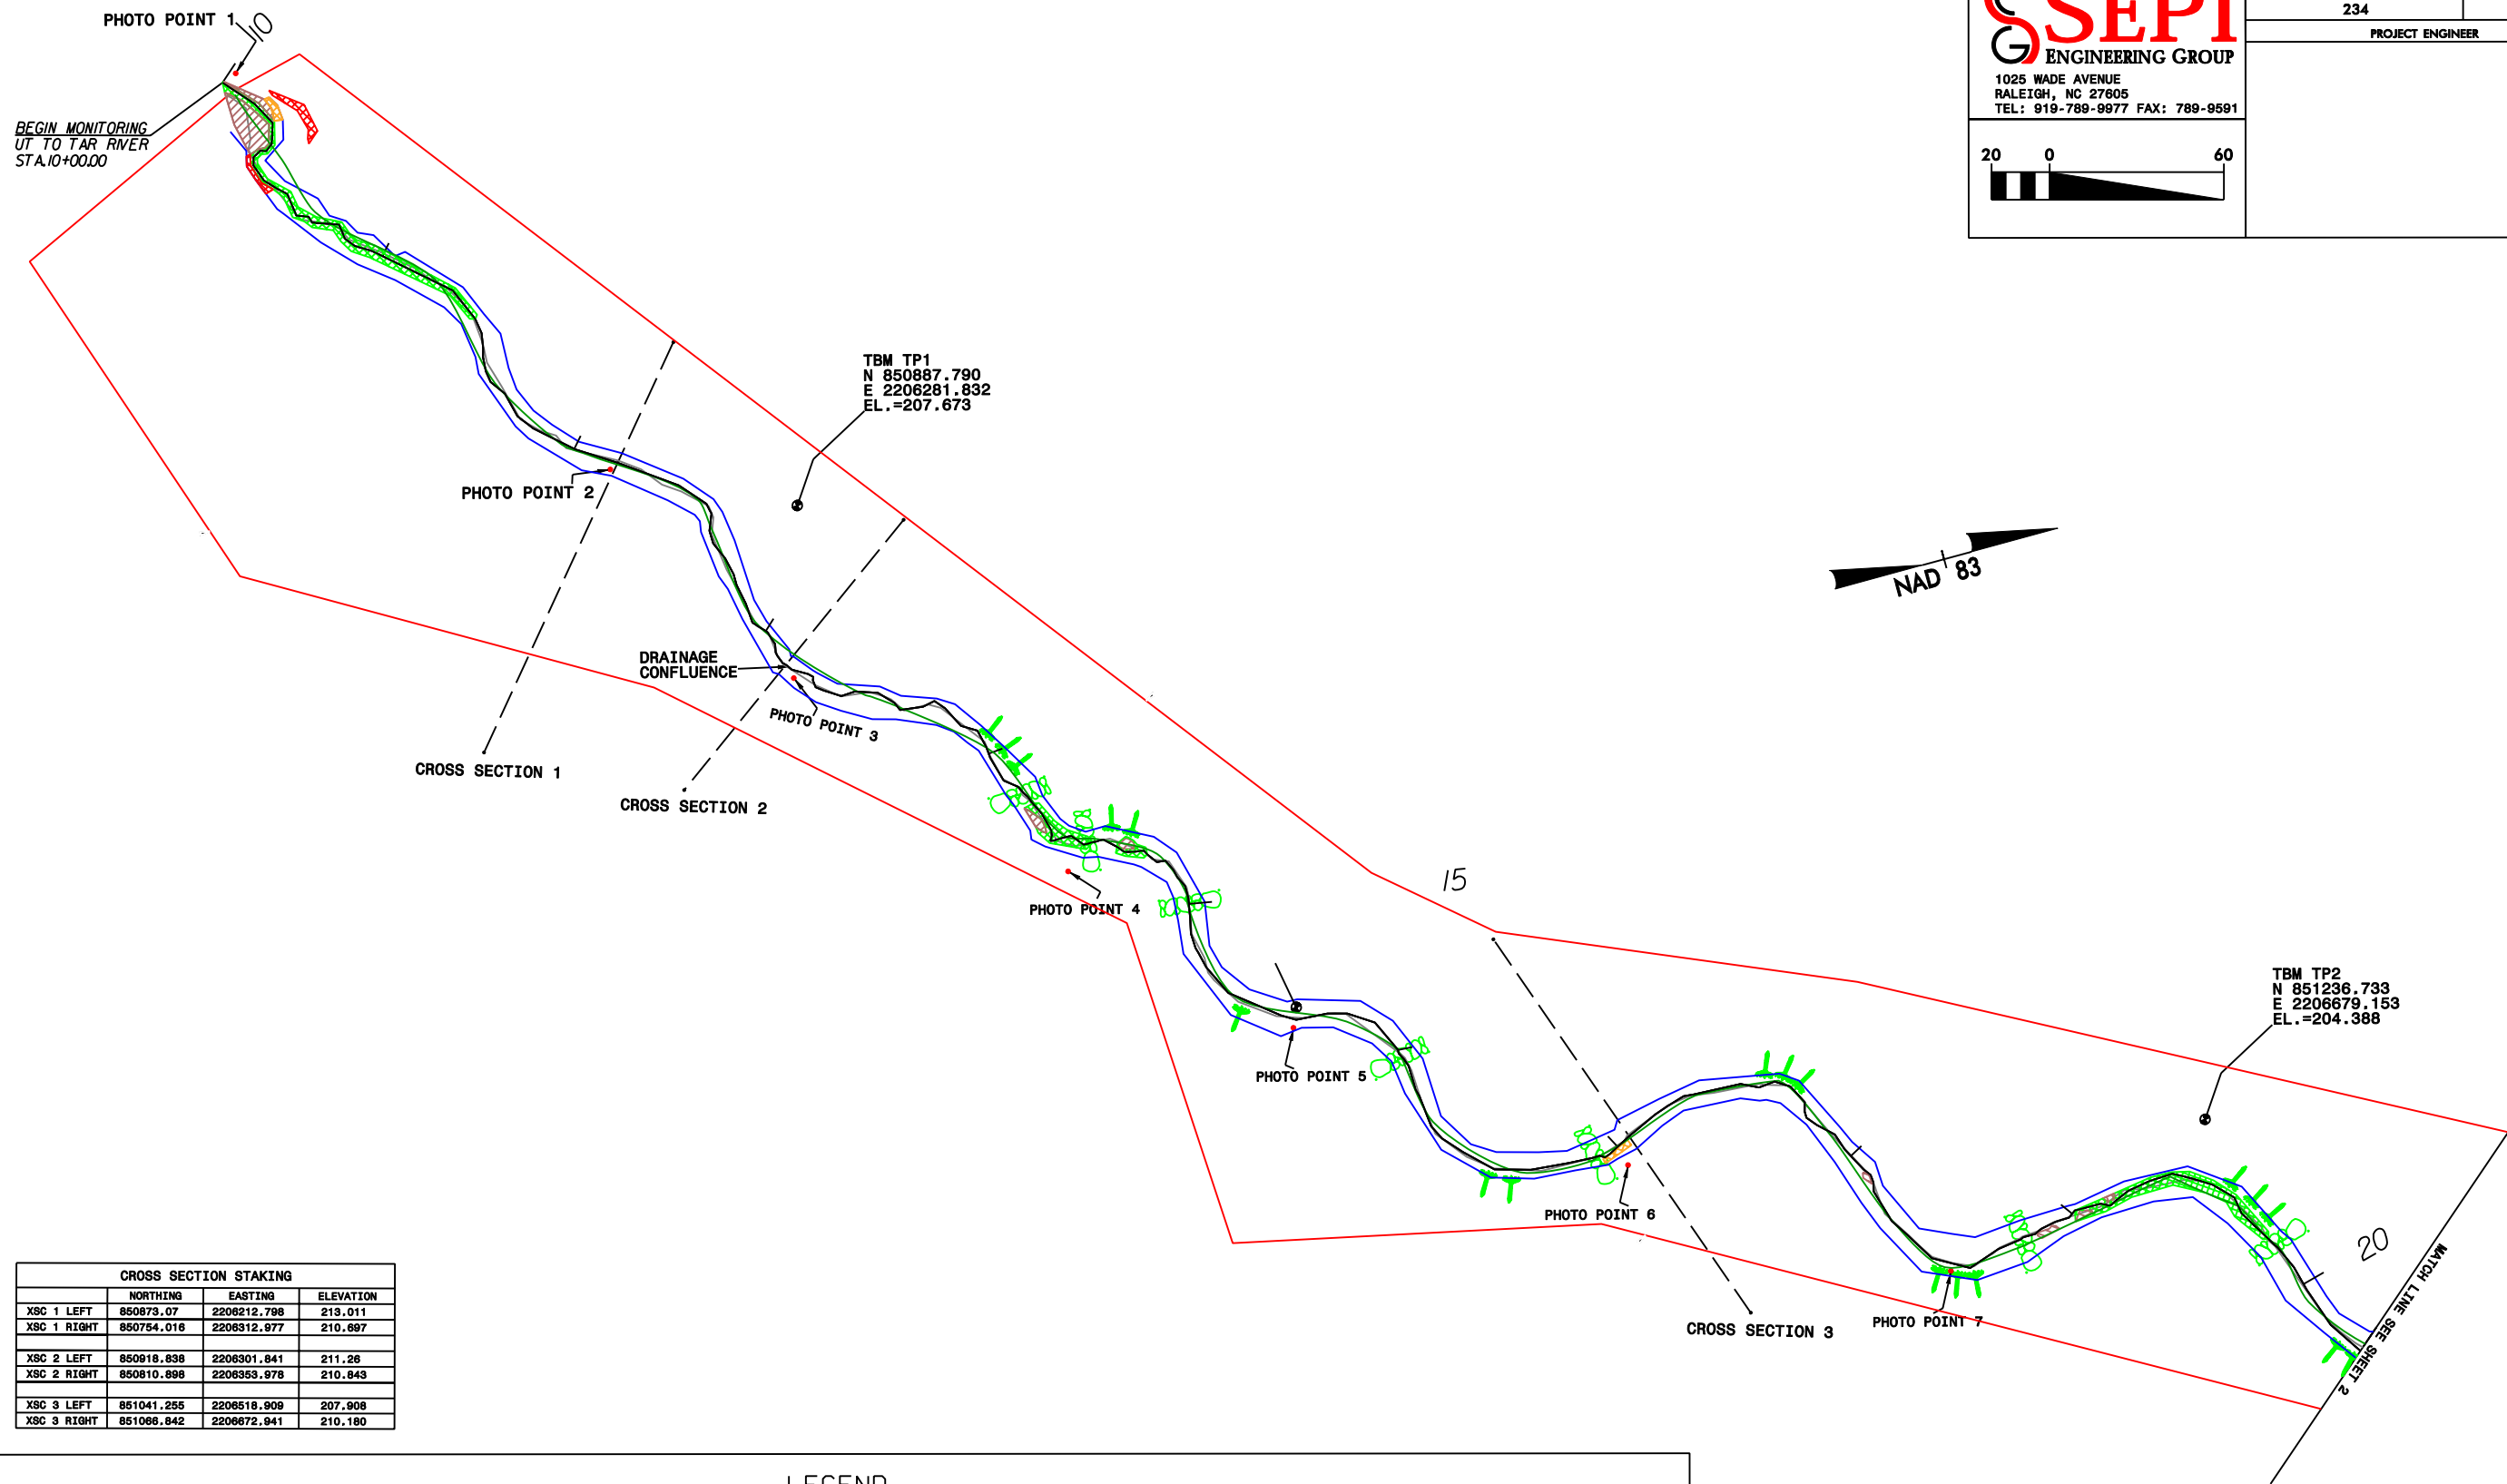 PHOTO POINT 1
10
BEGIN MONITORING
UT TO TAR RIVER
STA.10+00.00
SEPI
ENGINEERING GROUP
1025 WADE AVENUE
RALEIGH, NC 27605
TEL: 919-789-9977 FAX: 789-9591
234
PROJECT ENGINEER
20 0 60
TBM TP1
N 850887.790
E 2206281.832
EL.=207.673
PHOTO POINT 2
NAD 83
DRAINAGE
CONFLUENCE
PHOTO POINT 3
CROSS SECTION 1
CROSS SECTION 2
PHOTO POINT 4
15
PHOTO POINT 5
TBM TP2
N 851236.733
E 2206679.153
EL.=204.388
PHOTO POINT 6
CROSS SECTION 3
PHOTO POINT 7
20
MATCH LINE SEE SHEET 2
CROSS SECTION STAKING
NORTHING EASTING ELEVATION
XSC 1 LEFT 850873.07 2206212.798 213.011
XSC 1 RIGHT 850754.016 2206312.977 210.697
XSC 2 LEFT 850918.838 2206301.841 211.26
XSC 2 RIGHT 850810.898 2206353.978 210.843
XSC 3 LEFT 851041.255 2206518.909 207.908
XSC 3 RIGHT 851066.842 2206672.941 210.180
LEGEND